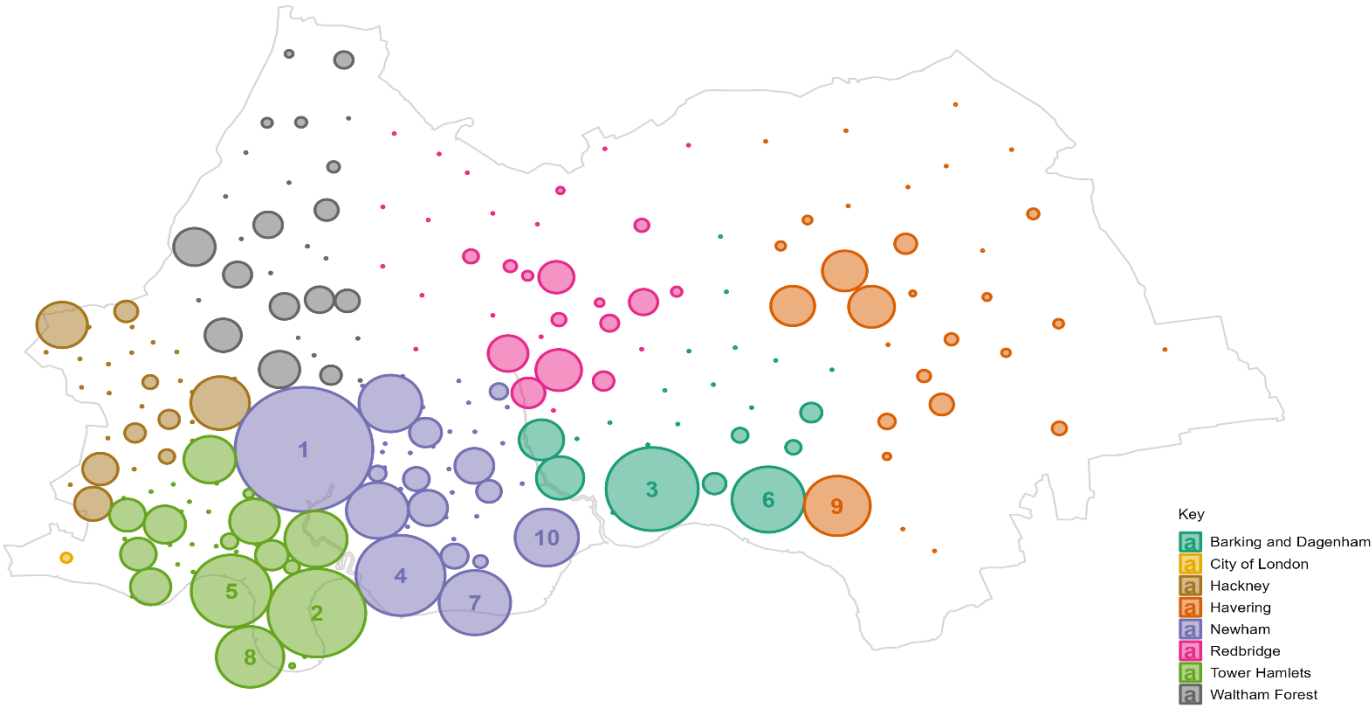 1
3
6
9
10
4
5
7
2
8
Key
a Barking and Dagenham
a City of London
a Hackney
a Havering
a Newham
a Redbridge
a Tower Hamlets
a Waltham Forest